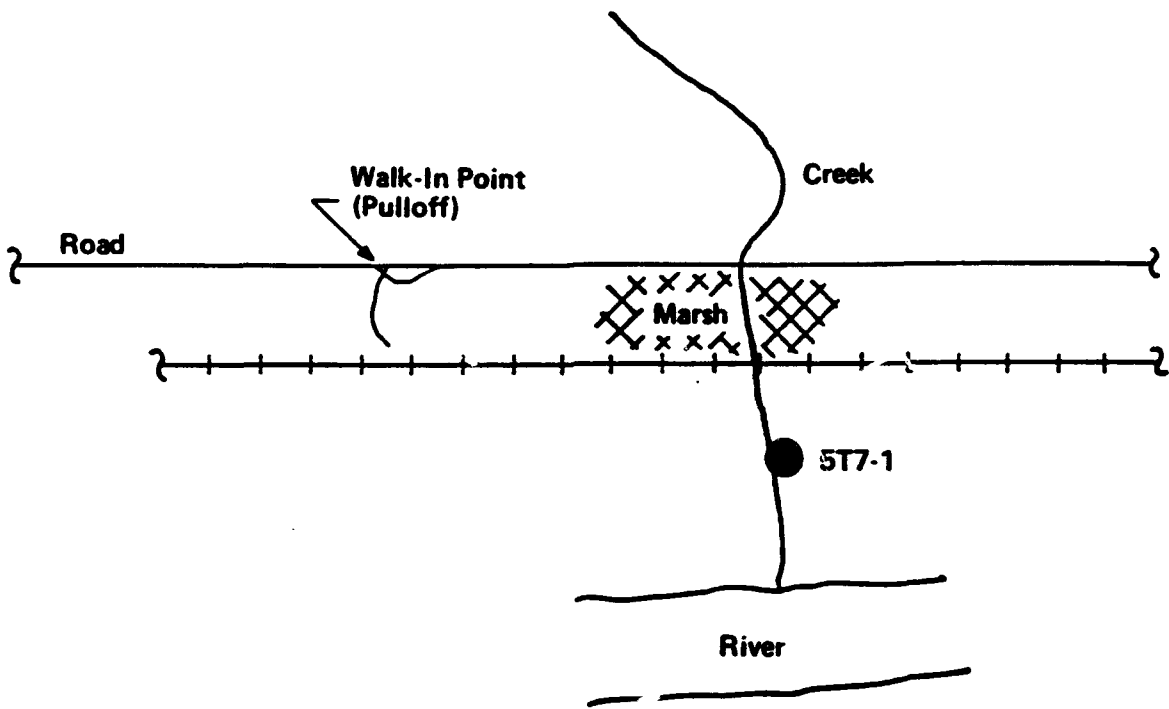 Walk-In Point
(Pulloff)
Creek
Road
Marsh
5T7-1
River